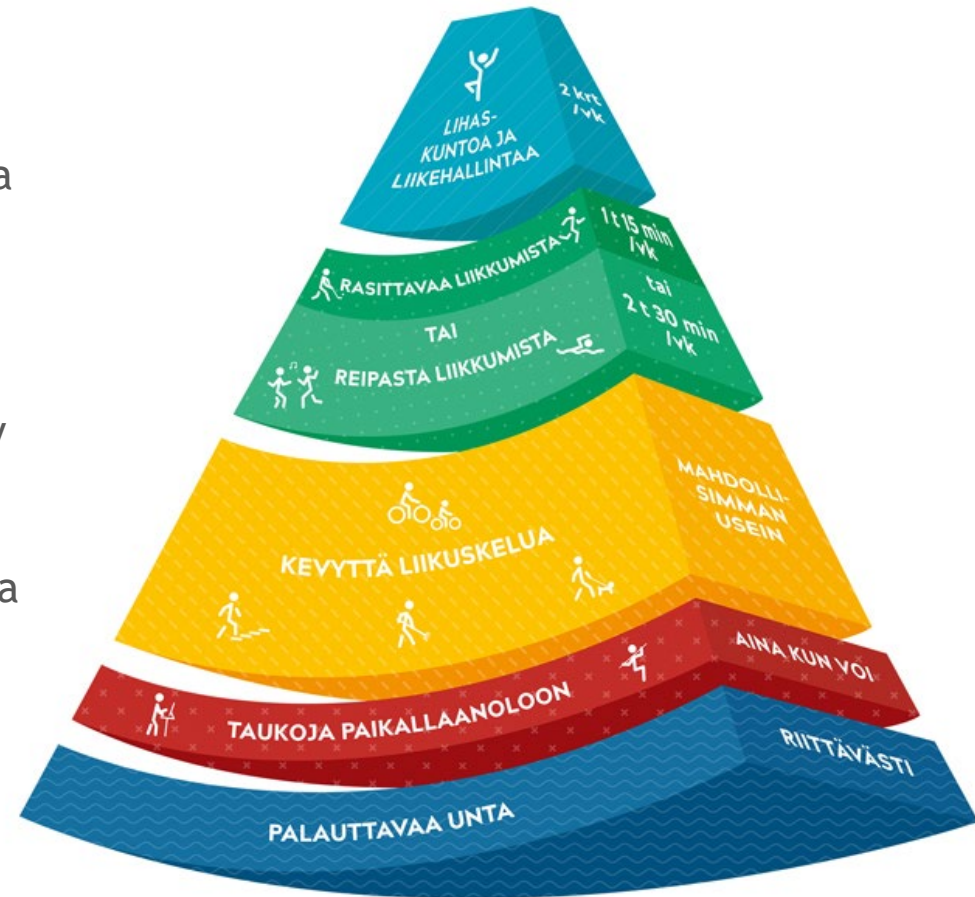 LIHAS-
KUNTOA JA
LIIKEHALLINTAA
2 krt
/vk
RASITTAVAA LIIKKUMISTA
1 t 15 min
/vk
TAI
REIPASTA LIIKKUMISTA
tai
2 t 30 min
/vk
KEVYTTÄ LIIKUSKELUA
MAHDOLLI-
SIMMAN
USEIN
TAUKOJA PAIKALLAANOLOON
AINA KUN VOI
PALAUTTAVAA UNTA
RIITTÄVÄSTI
a
a